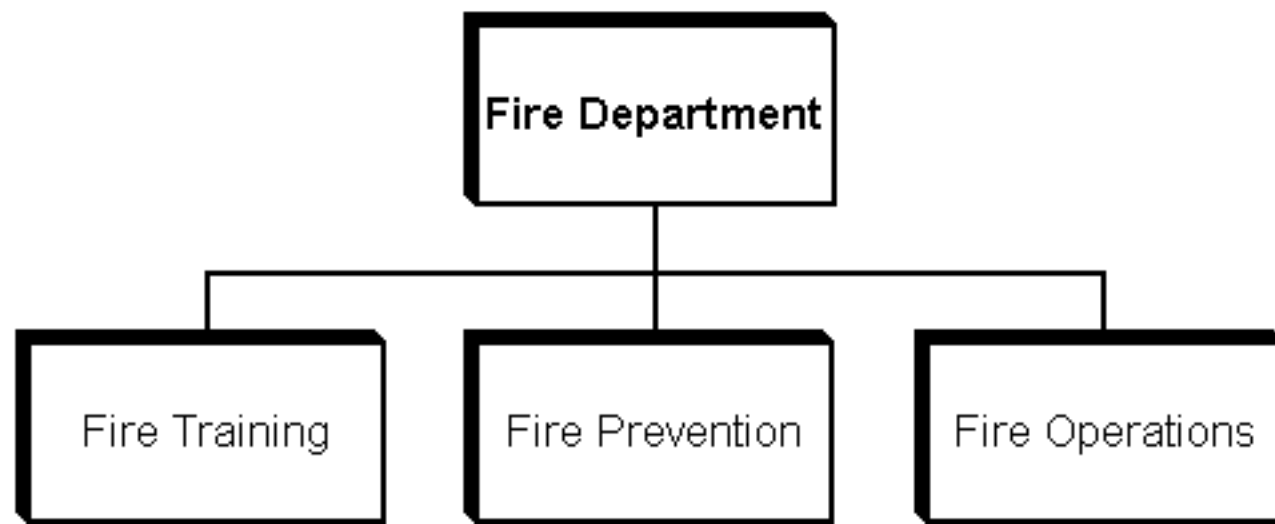 Fire Department
Fire Training
Fire Prevention
Fire Operations